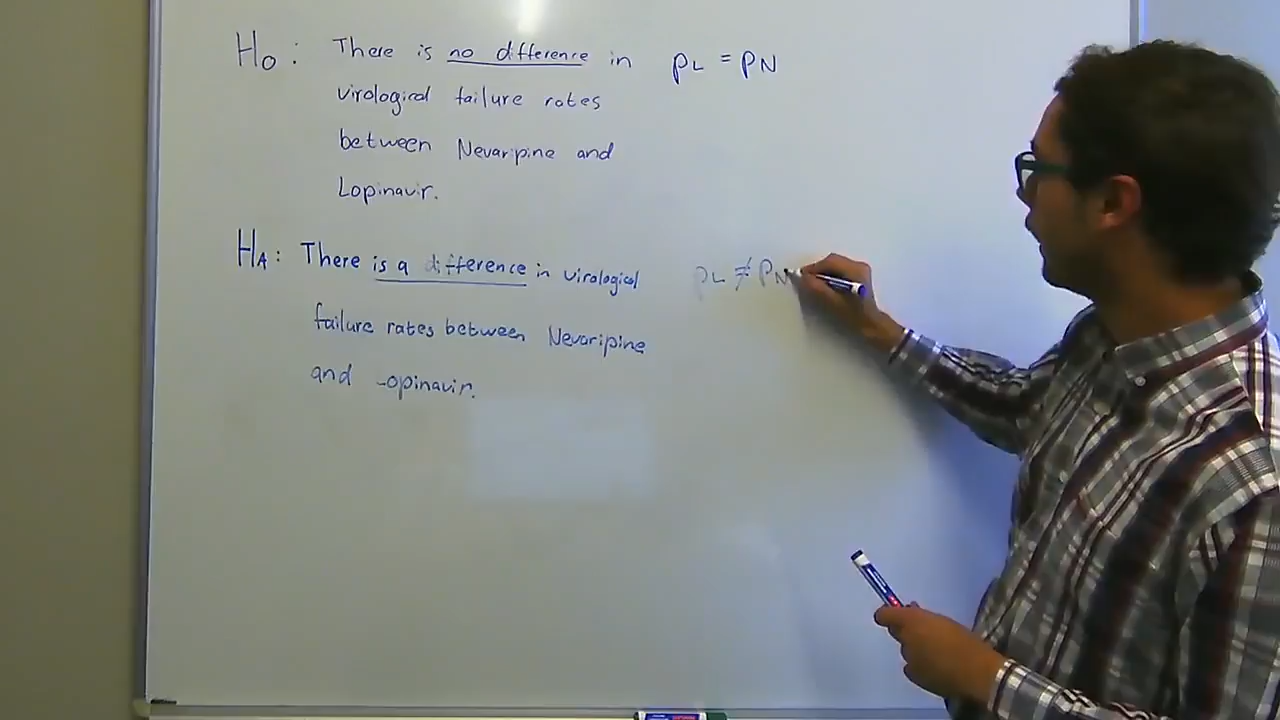 H0: There is no difference in pL = pN
virological failure rates
between Nevaripine and
Lopinavir.
HA: There is a difference in virological pL ≠ pN
failure rates between Nevaripine
and Lopinavir.